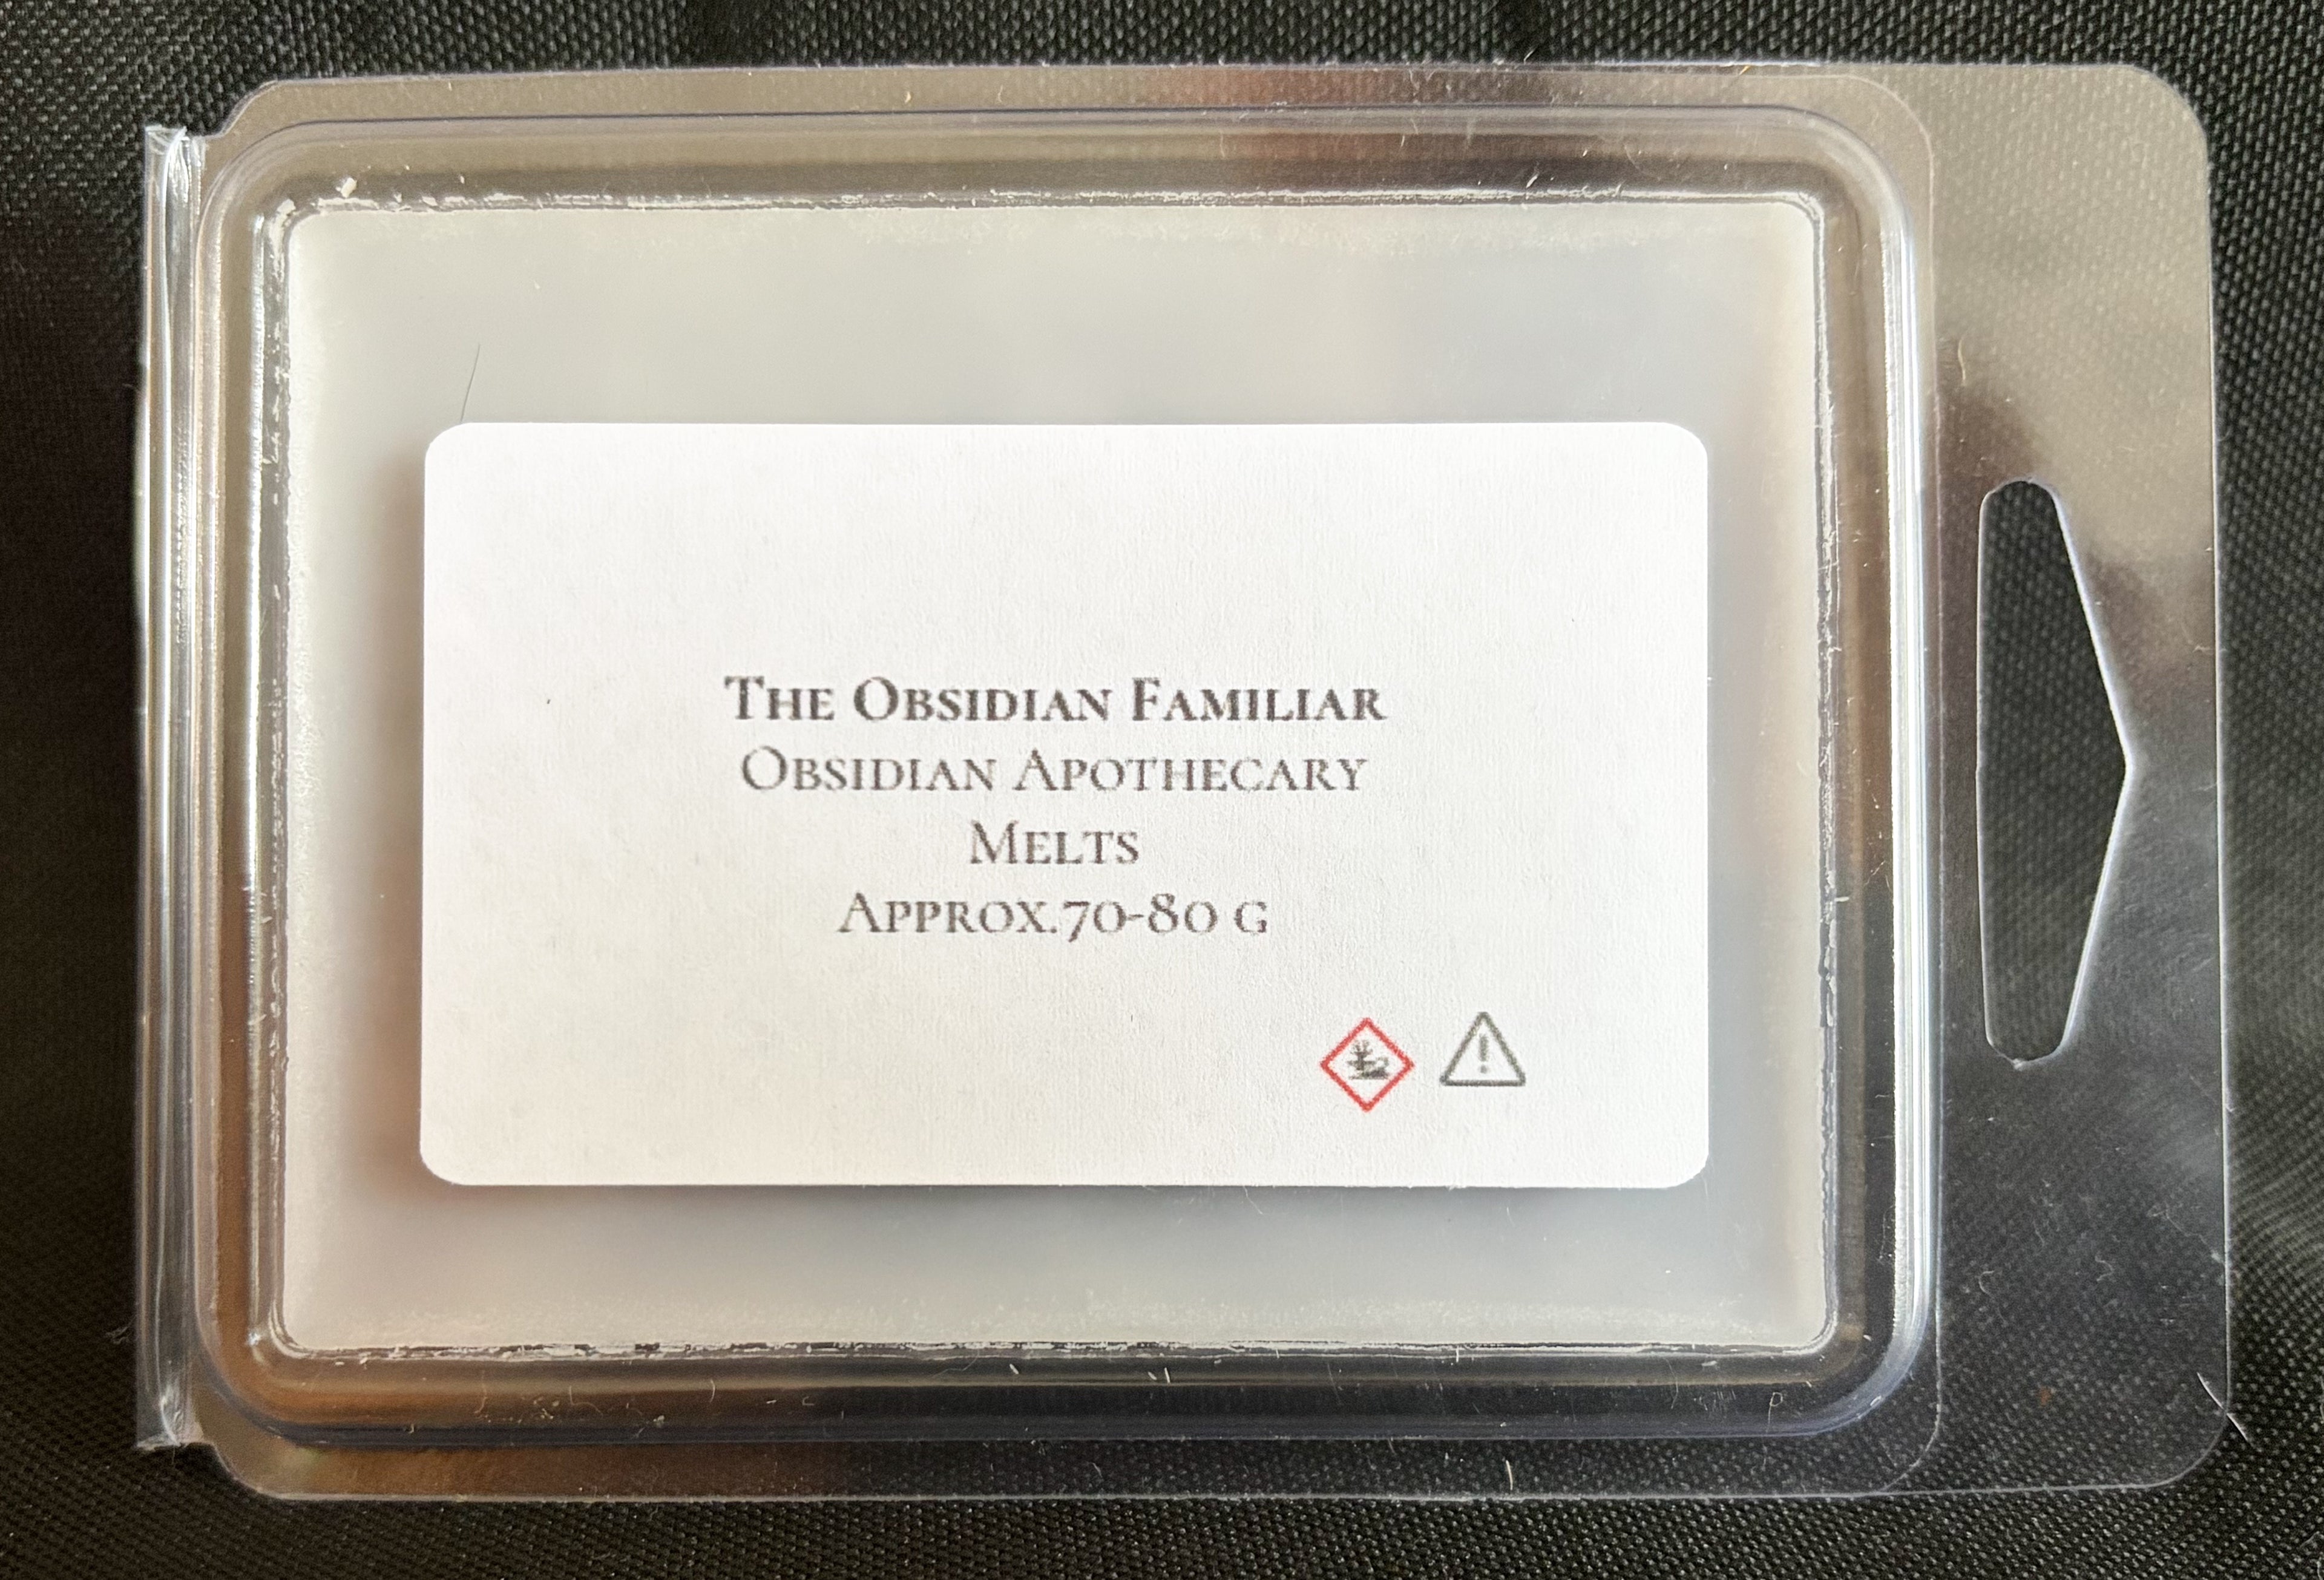 The Obsidian Familiar
Obsidian Apothecary
Melts
Approx.70-80 g